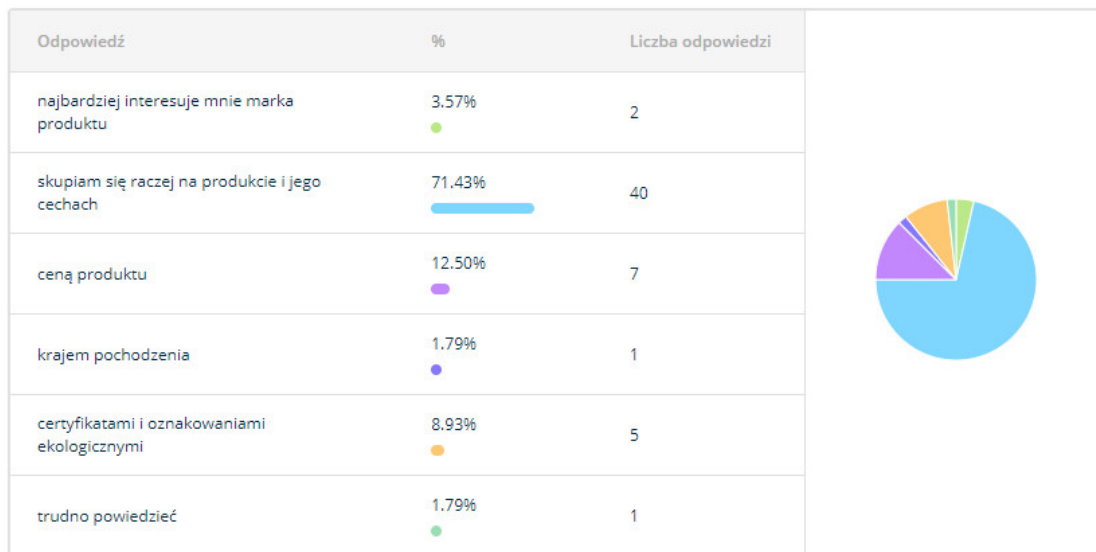 Odpowiedź % Liczba odpowiedzi
najbardziej interesuje mnie marka
produktu
3.57% 2
skupiam się raczej na produkcie i jego
cechach
71.43% 40
ceną produktu 12.50% 7
krajem pochodzenia 1.79% 1
certyfikatami i oznakowaniami
ekologicznymi
8.93% 5
trudno powiedzieć 1.79% 1